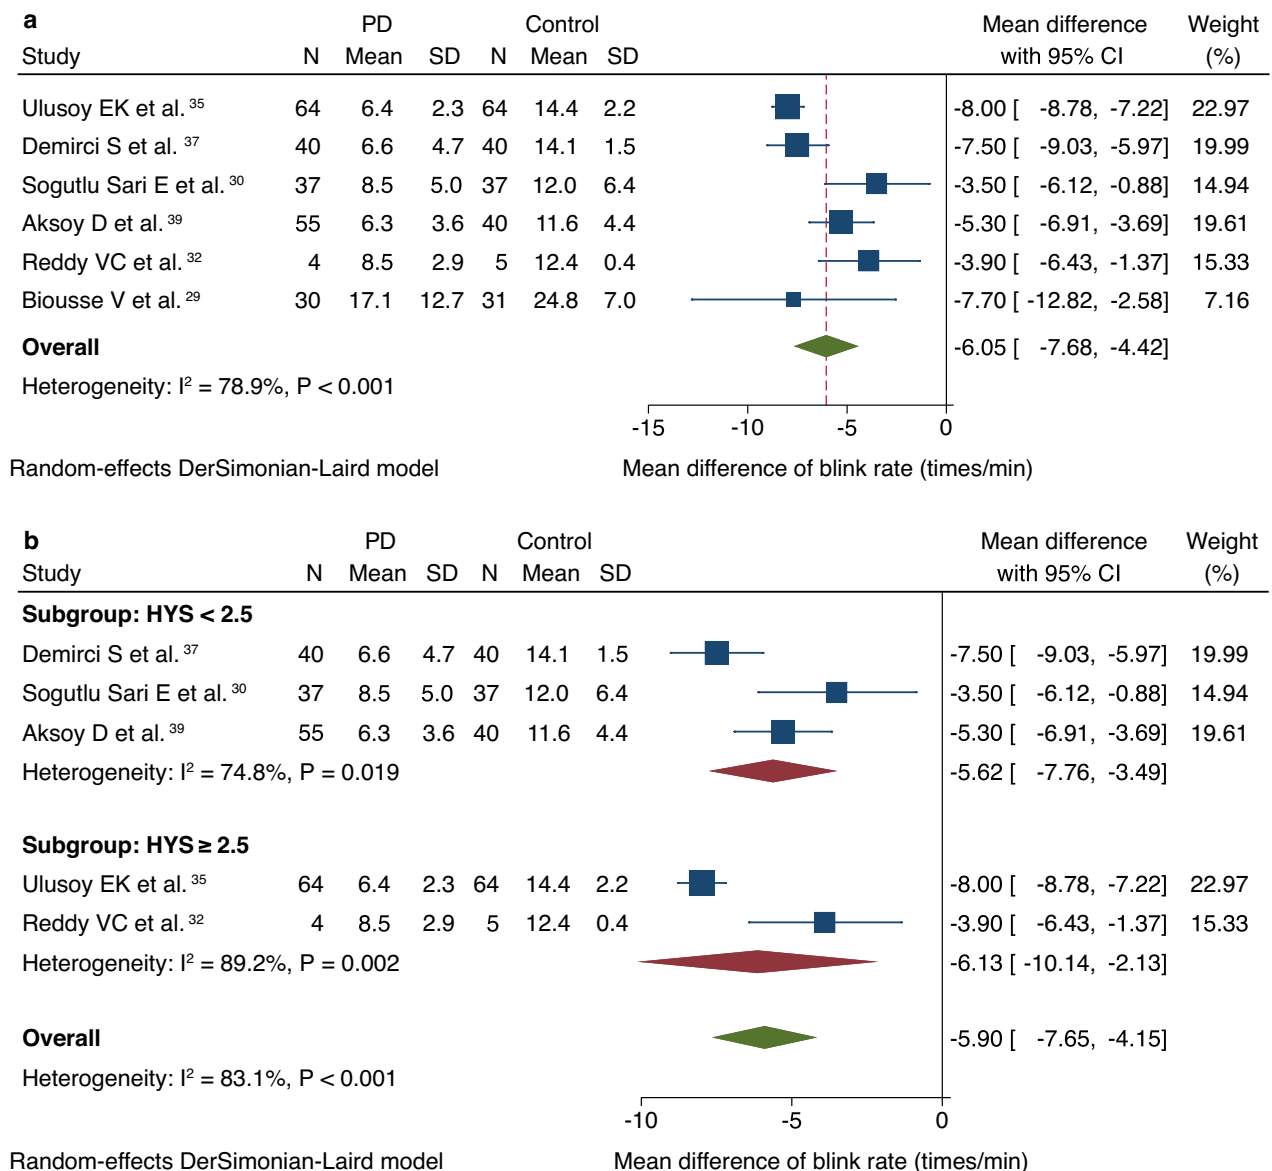 a PD Control Mean difference Weight
Study N Mean SD N Mean SD with 95% CI (%)
Ulusoy EK et al. 35 64 6.4 2.3 64 14.4 2.2 -8.00 [ -8.78, -7.22] 22.97
Demirci S et al. 37 40 6.6 4.7 40 14.1 1.5 -7.50 [ -9.03, -5.97] 19.99
Sogutlu Sari E et al. 30 37 8.5 5.0 37 12.0 6.4 -3.50 [ -6.12, -0.88] 14.94
Aksoy D et al. 39 55 6.3 3.6 40 11.6 4.4 -5.30 [ -6.91, -3.69] 19.61
Reddy VC et al. 32 4 8.5 2.9 5 12.4 0.4 -3.90 [ -6.43, -1.37] 15.33
Biousse V et al. 29 30 17.1 12.7 31 24.8 7.0 -7.70 [ -12.82, -2.58] 7.16
Overall -6.05 [ -7.68, -4.42]
Heterogeneity: I² = 78.9%, P < 0.001
-15 -10 -5 0
Random-effects DerSimonian-Laird model Mean difference of blink rate (times/min)
b PD Control Mean difference Weight
Study N Mean SD N Mean SD with 95% CI (%)
Subgroup: HYS < 2.5
Demirci S et al. 37 40 6.6 4.7 40 14.1 1.5 -7.50 [ -9.03, -5.97] 19.99
Sogutlu Sari E et al. 30 37 8.5 5.0 37 12.0 6.4 -3.50 [ -6.12, -0.88] 14.94
Aksoy D et al. 39 55 6.3 3.6 40 11.6 4.4 -5.30 [ -6.91, -3.69] 19.61
Heterogeneity: I² = 74.8%, P = 0.019 -5.62 [ -7.76, -3.49]
Subgroup: HYS ≥ 2.5
Ulusoy EK et al. 35 64 6.4 2.3 64 14.4 2.2 -8.00 [ -8.78, -7.22] 22.97
Reddy VC et al. 32 4 8.5 2.9 5 12.4 0.4 -3.90 [ -6.43, -1.37] 15.33
Heterogeneity: I² = 89.2%, P = 0.002 -6.13 [ -10.14, -2.13]
Overall -5.90 [ -7.65, -4.15]
Heterogeneity: I² = 83.1%, P < 0.001
-10 -5 0
Random-effects DerSimonian-Laird model Mean difference of blink rate (times/min)